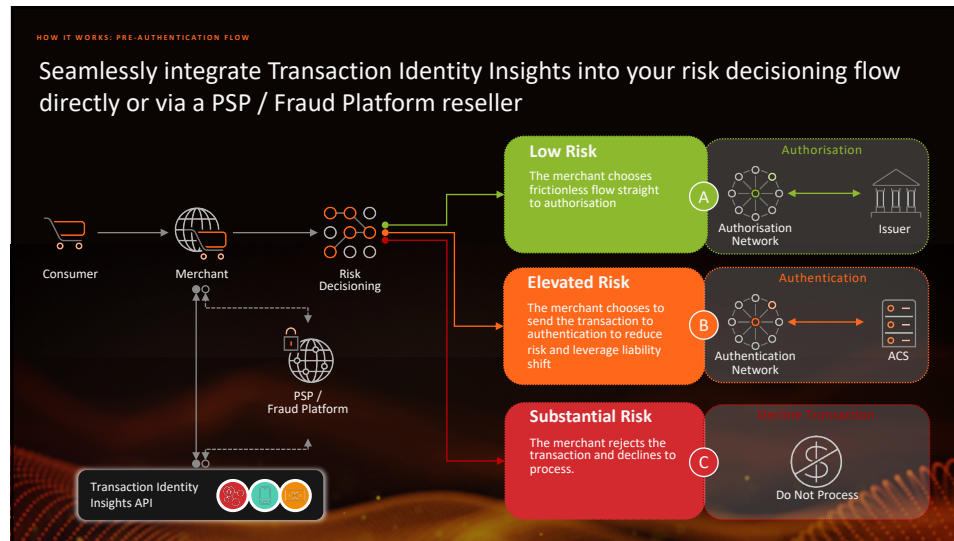 HOW IT WORKS: PRE-AUTHENTICATION FLOW
Seamlessly integrate Transaction Identity Insights into your risk decisioning flow
directly or via a PSP / Fraud Platform reseller
Consumer
Merchant
Risk
Decisioning
PSP /
Fraud Platform
Transaction Identity
Insights API
Low Risk
The merchant chooses
frictionless flow straight
to authorisation
A
Authorisation
Authorisation
Network
Issuer
Elevated Risk
The merchant chooses to
send the transaction to
authentication to reduce
risk and leverage liability
shift
B
Authentication
Authentication
Network
ACS
Substantial Risk
The merchant rejects the
transaction and declines to
process.
C
Decline Transaction
Do Not Process